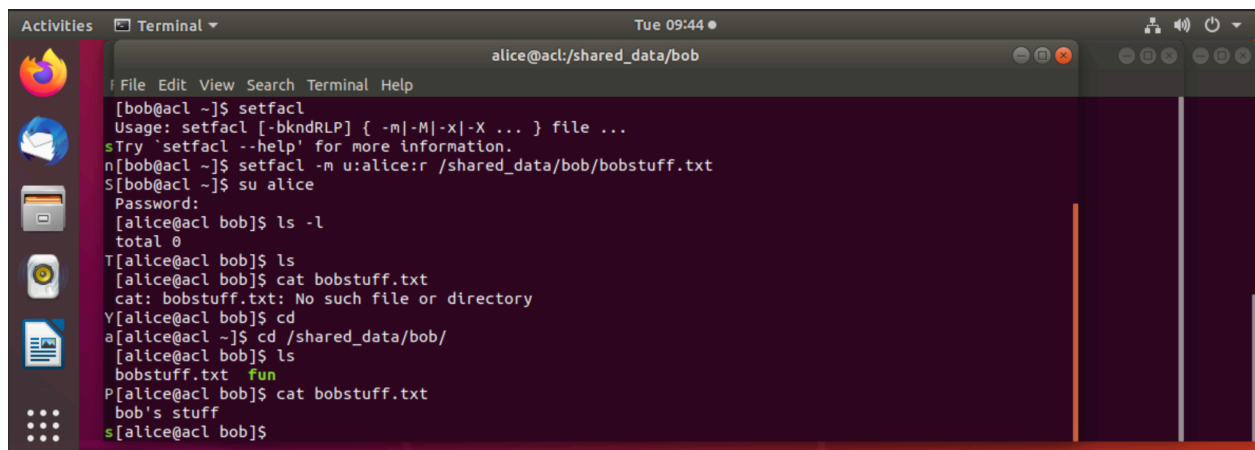 Activities Terminal Tue 09:44
alice@acl:/shared_data/bob
File Edit View Search Terminal Help
[bob@acl ~]$ setfacl
Usage: setfacl [-bkndRLP] { -m|-M|-x|-X ... } file ...
sTry `setfacl --help' for more information.
n[bob@acl ~]$ setfacl -m u:alice:r /shared_data/bob/bobstuff.txt
S[bob@acl ~]$ su alice
Password:
[alice@acl bob]$ ls -l
total 0
T[alice@acl bob]$ ls
[alice@acl bob]$ cat bobstuff.txt
cat: bobstuff.txt: No such file or directory
Y[alice@acl bob]$ cd
a[alice@acl ~]$ cd /shared_data/bob/
[alice@acl bob]$ ls
bobstuff.txt  fun
P[alice@acl bob]$ cat bobstuff.txt
bob's stuff
s[alice@acl bob]$